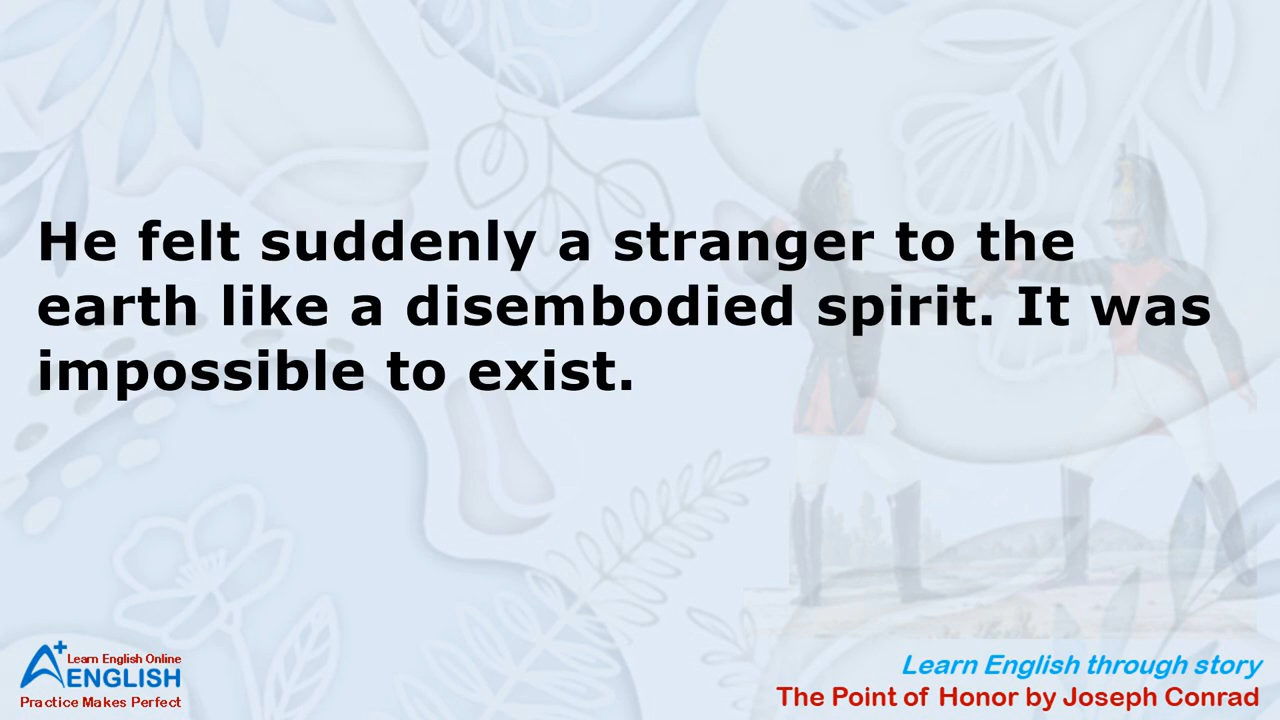 He felt suddenly a stranger to the
earth like a disembodied spirit. It was
impossible to exist.
A+ Learn English Online
ENGLISH
Practice Makes Perfect
Learn English through story
The Point of Honor by Joseph Conrad